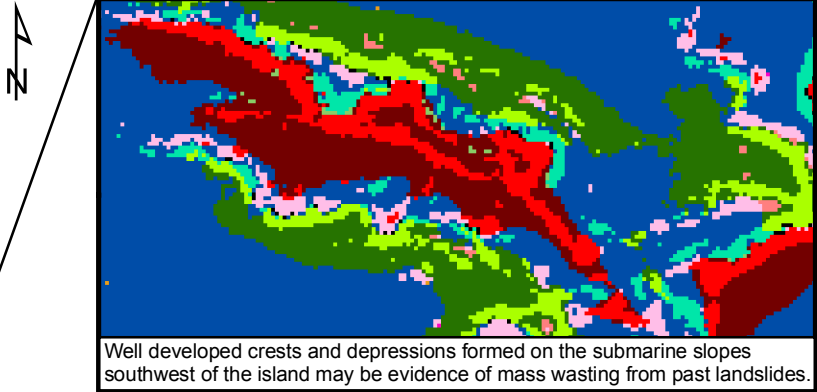 N
Well developed crests and depressions formed on the submarine slopes
southwest of the island may be evidence of mass wasting from past landslides.